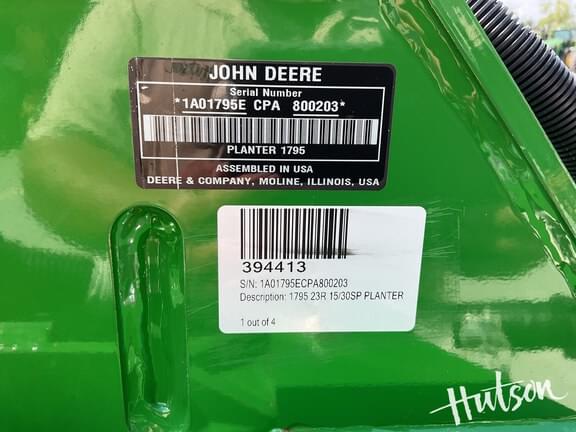 JOHN DEERE
Serial Number
*1A01795E CPA 800203*
PLANTER 1795
ASSEMBLED IN USA
DEERE & COMPANY, MOLINE, ILLINOIS, USA
394413
S/N: 1A01795ECPA800203
Description: 1795 23R 15/30SP PLANTER
1 out of 4
Hutson